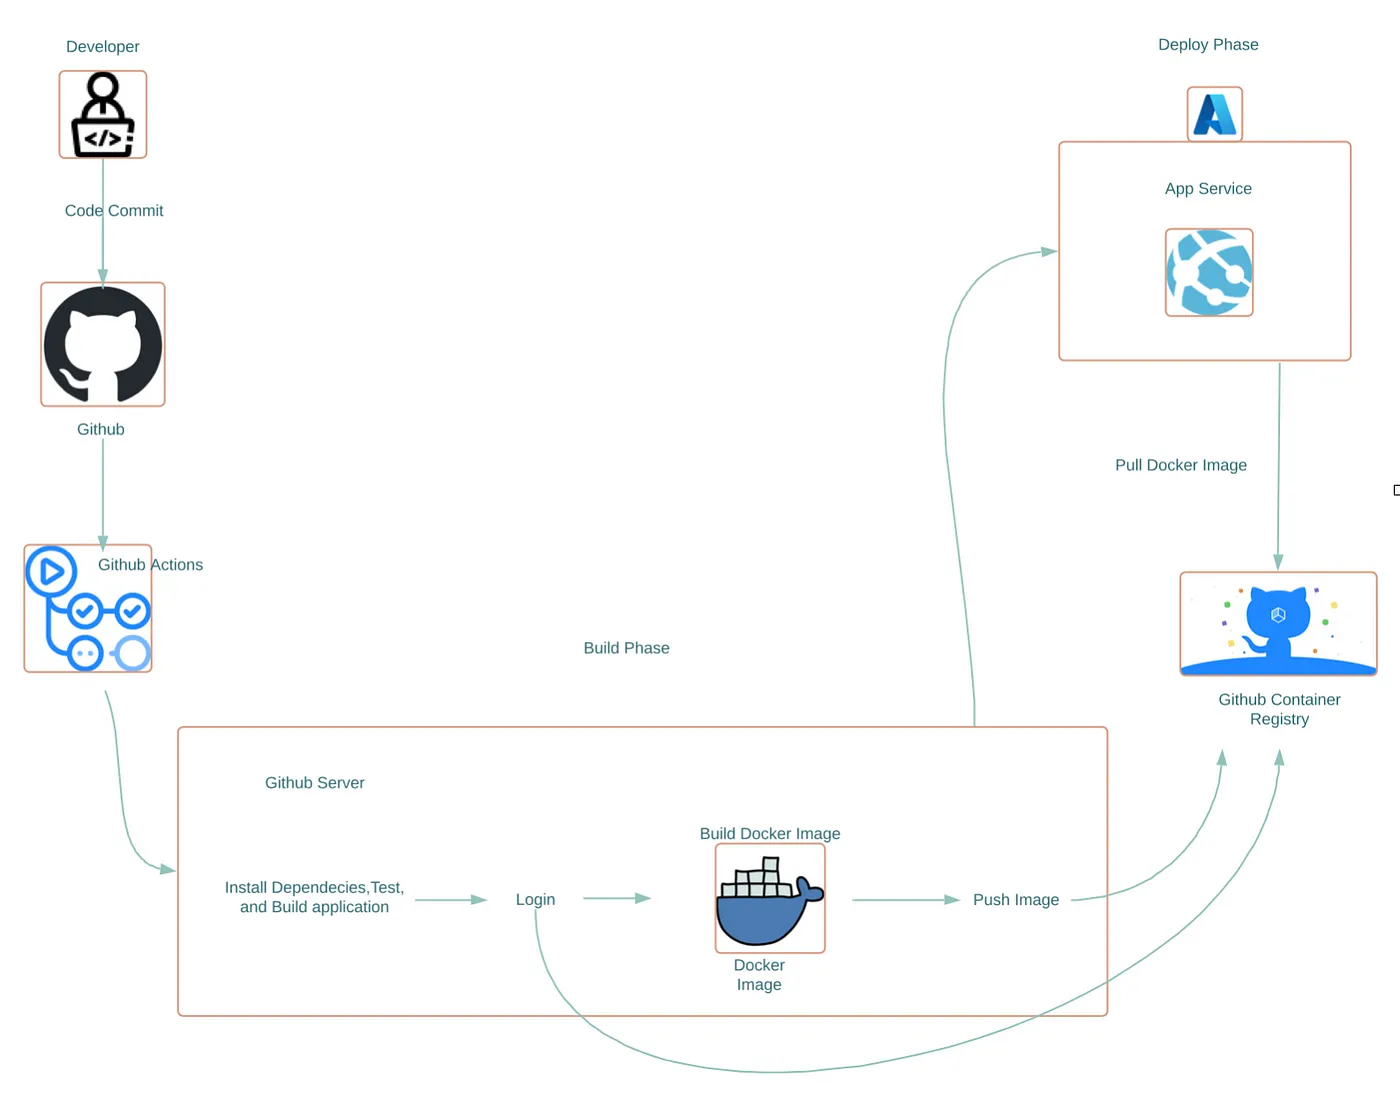 Developer
</>
Code Commit
Github
Github Actions
Build Phase
Github Server
Install Dependecies,Test,
and Build application
Login
Build Docker Image
Docker
Image
Push Image
Deploy Phase
App Service
Pull Docker Image
Github Container
Registry